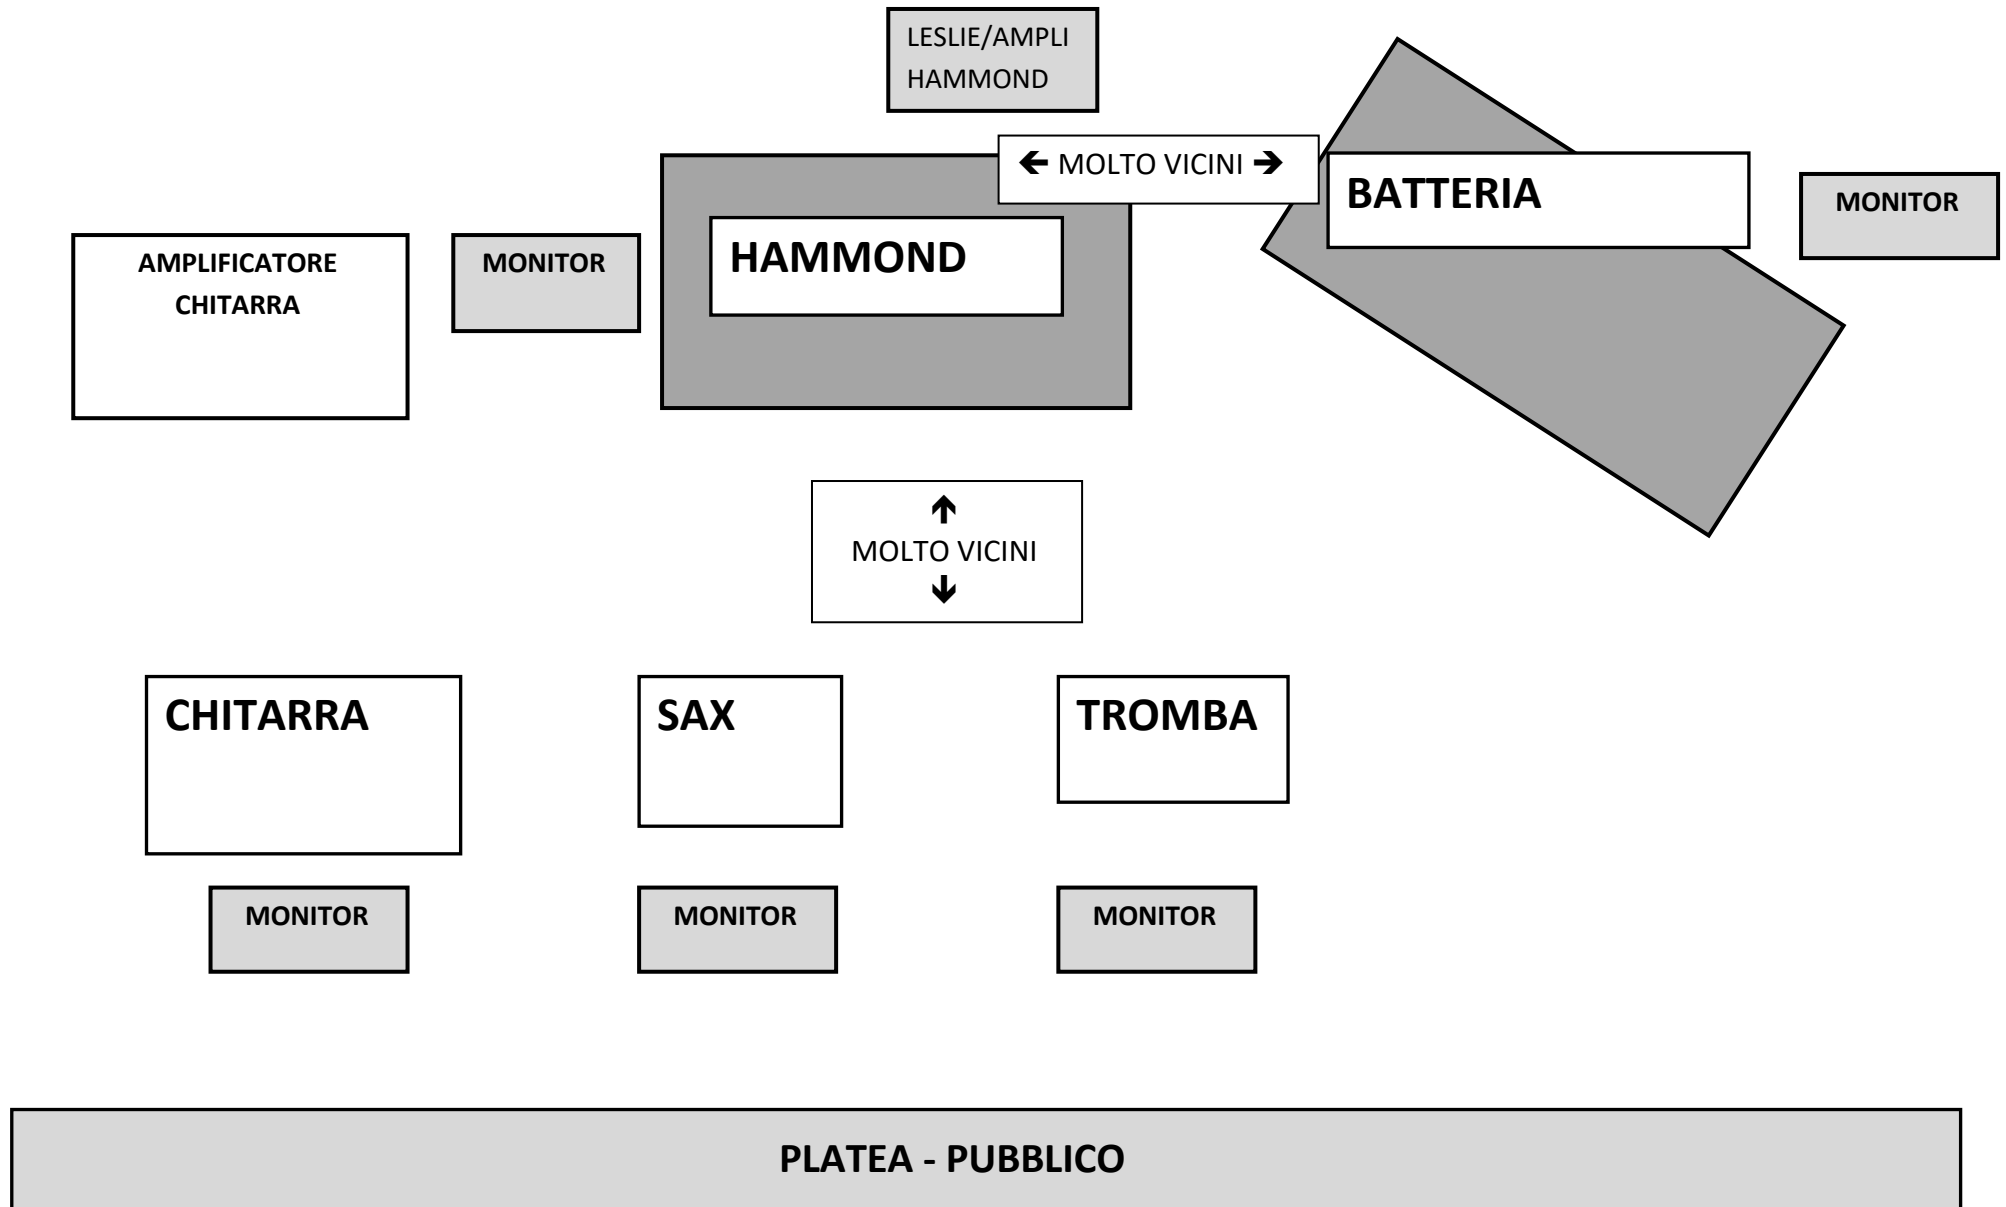 LESLIE/AMPLI
HAMMOND
🡸 MOLTO VICINI 🡺
BATTERIA
MONITOR
AMPLIFICATORE
CHITARRA
MONITOR
HAMMOND
🡹
MOLTO VICINI
🡻
CHITARRA
SAX
TROMBA
MONITOR
MONITOR
MONITOR
PLATEA - PUBBLICO